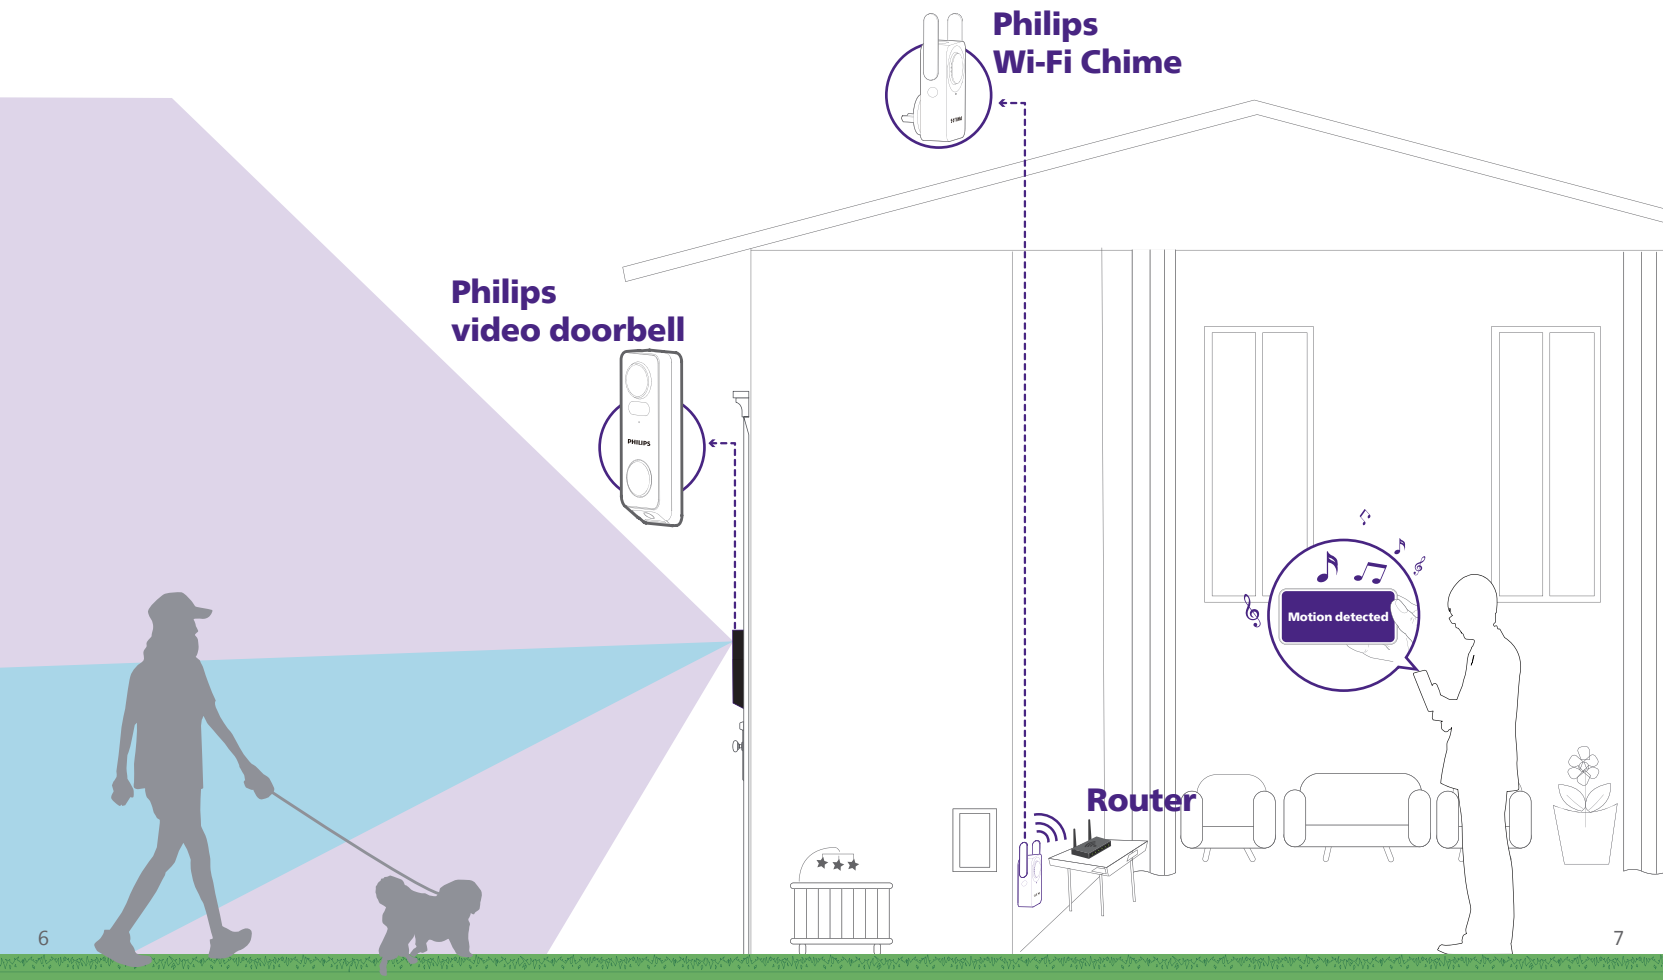 Philips
Wi-Fi Chime
Philips
video doorbell
PHILIPS
Motion detected
Router
6
7